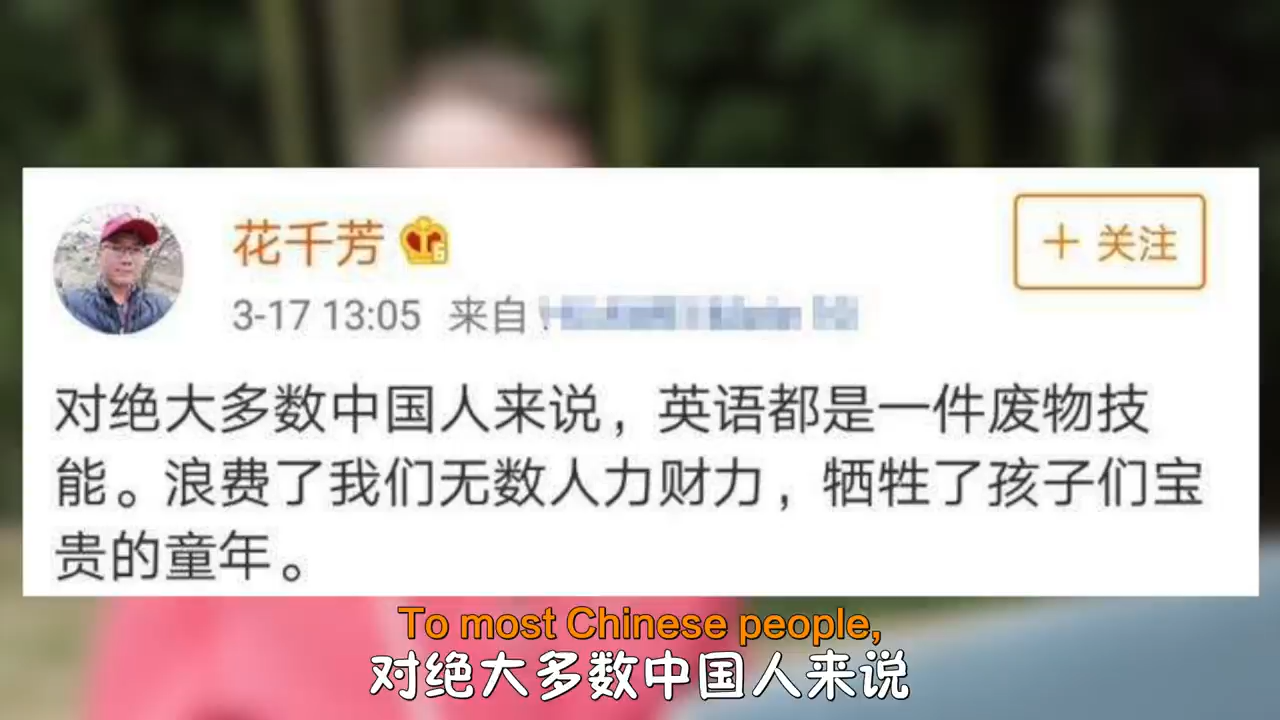 花千芳
+ 关注
3-17 13:05 来自
对绝大多数中国人来说，英语都是一件废物技
能。浪费了我们无数人力财力，牺牲了孩子们宝
贵的童年。
To most Chinese people,
对绝大多数中国人来说